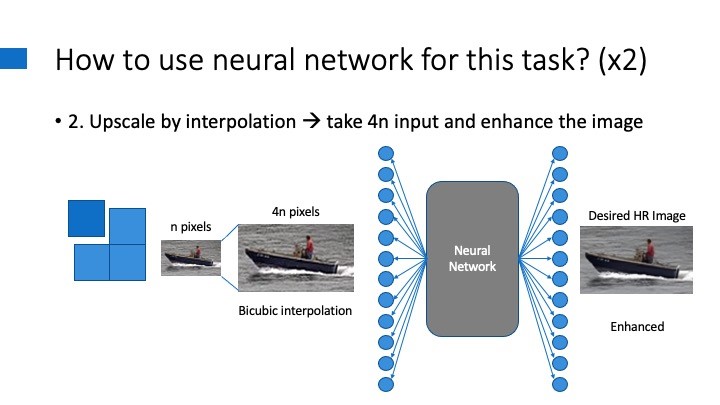 How to use neural network for this task? (x2)
• 2. Upscale by interpolation → take 4n input and enhance the image
n pixels
4n pixels
Bicubic interpolation
Neural
Network
Desired HR Image
Enhanced